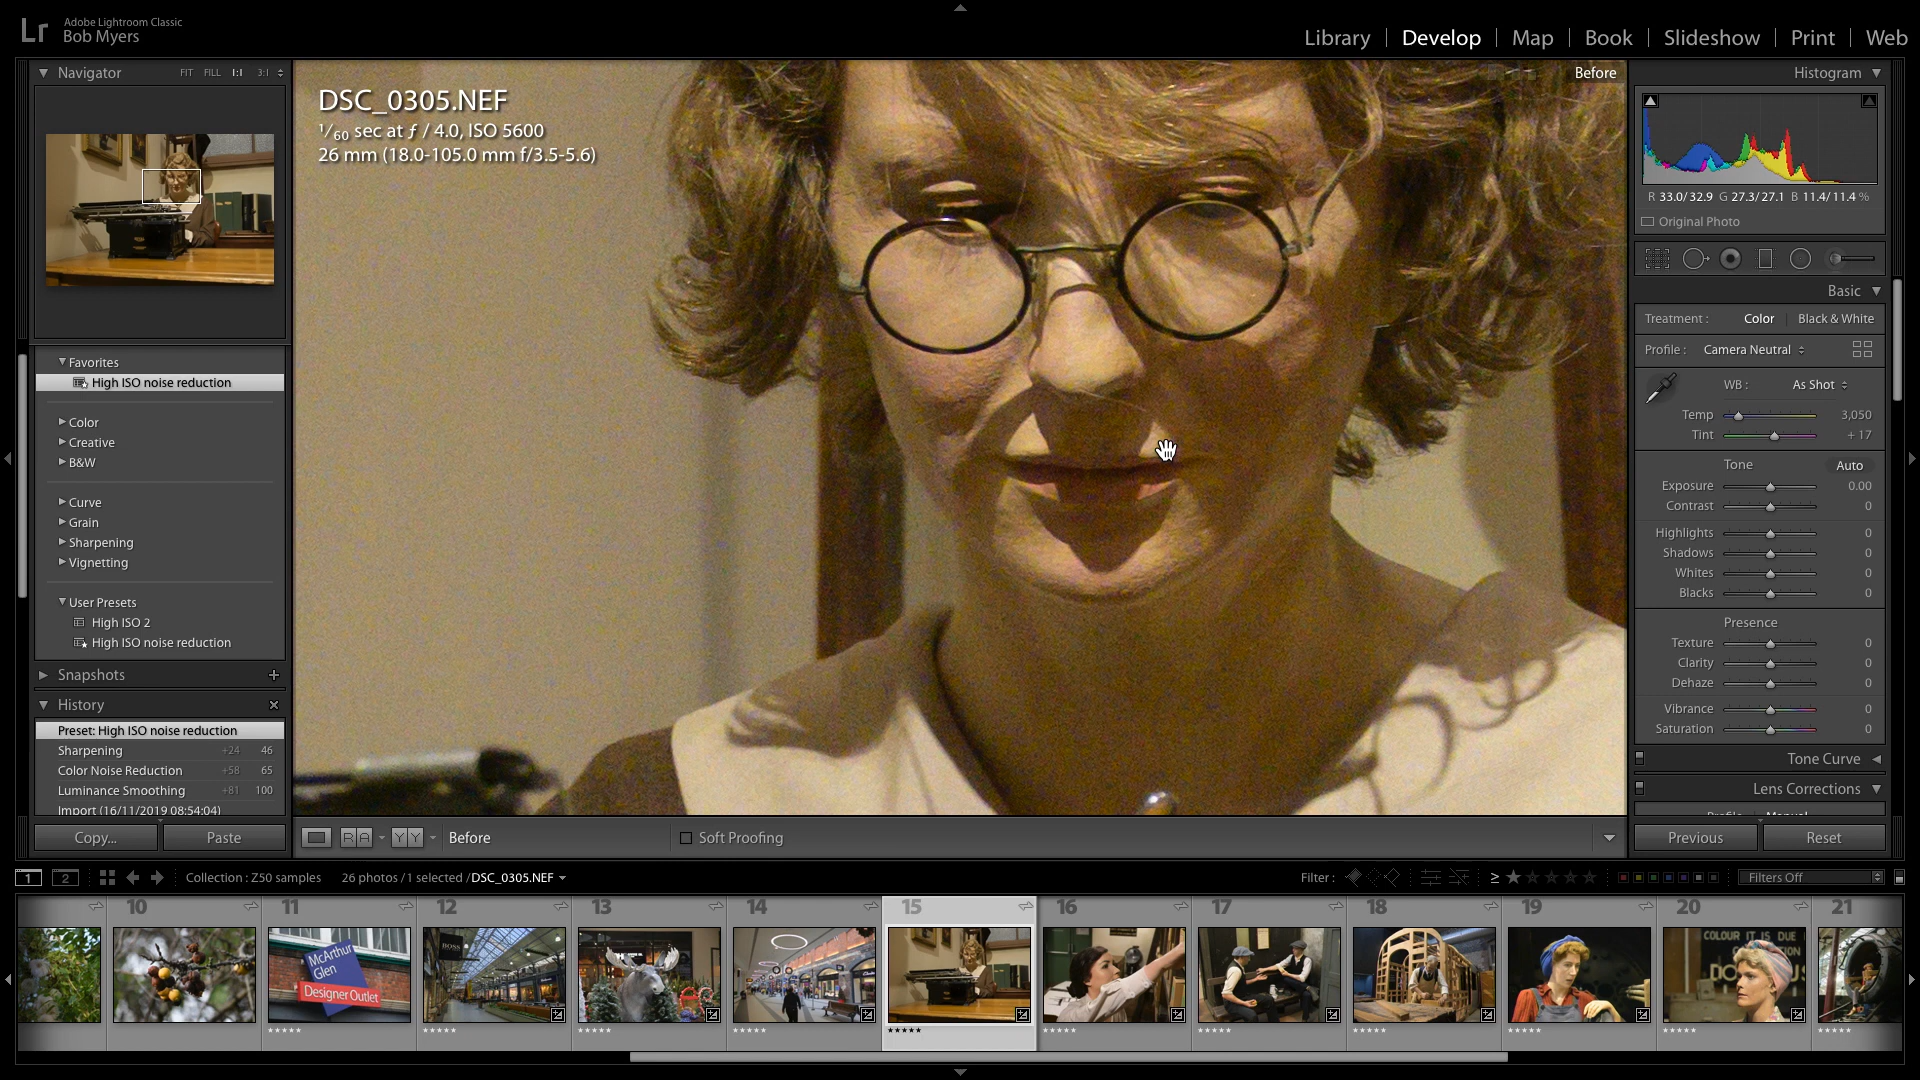 Lr
Adobe Lightroom Classic
Bob Myers
Library | Develop | Map | Book | Slideshow | Print | Web
Navigator FIT FILL 1:1 3:1
Favorites
High ISO noise reduction
Color
Creative
B&W
Curve
Grain
Sharpening
Vignetting
User Presets
High ISO 2
High ISO noise reduction
Snapshots +
History ×
Preset: High ISO noise reduction
Sharpening +24 46
Color Noise Reduction +58 65
Luminance Smoothing +81 100
Import (16/11/2019 08:54:04)
Copy... Paste
DSC_0305.NEF
1/60 sec at ƒ / 4.0, ISO 5600
26 mm (18.0-105.0 mm f/3.5-5.6)
Before
R A Y Y Before Soft Proofing
Histogram
R 33.0/32.9 G 27.3/27.1 B 11.4/11.4 %
Original Photo
Basic
Treatment : Color Black & White
Profile : Camera Neutral
WB : As Shot
Temp 3,050
Tint + 17
Tone Auto
Exposure 0.00
Contrast 0
Highlights 0
Shadows 0
Whites 0
Blacks 0
Presence
Texture 0
Clarity 0
Dehaze 0
Vibrance 0
Saturation 0
Tone Curve
Lens Corrections
Previous Reset
1 2 Collection : Z50 samples 26 photos / 1 selected / DSC_0305.NEF Filter : ≥ Filters Off
10 11 12 13 14 15 16 17 18 19 20 21
McArthur
Glen
Designer Outlet
BOSS
COLOUR IT IS DUE